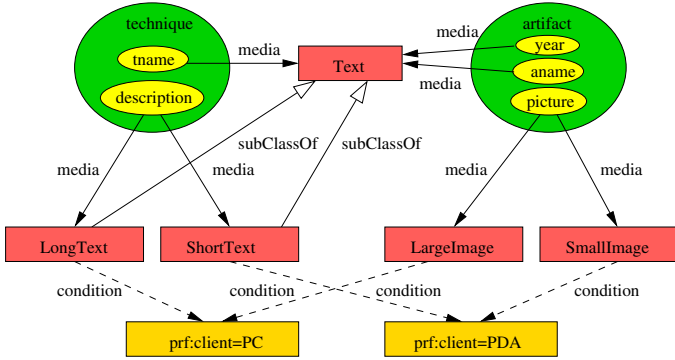 technique
artifact
media
media
year
tname
Text
aname
media
description
picture
subClassOf
subClassOf
media
media
media
media
LongText
ShortText
LargeImage
SmallImage
condition
condition
condition
condition
prf:client=PC
prf:client=PDA